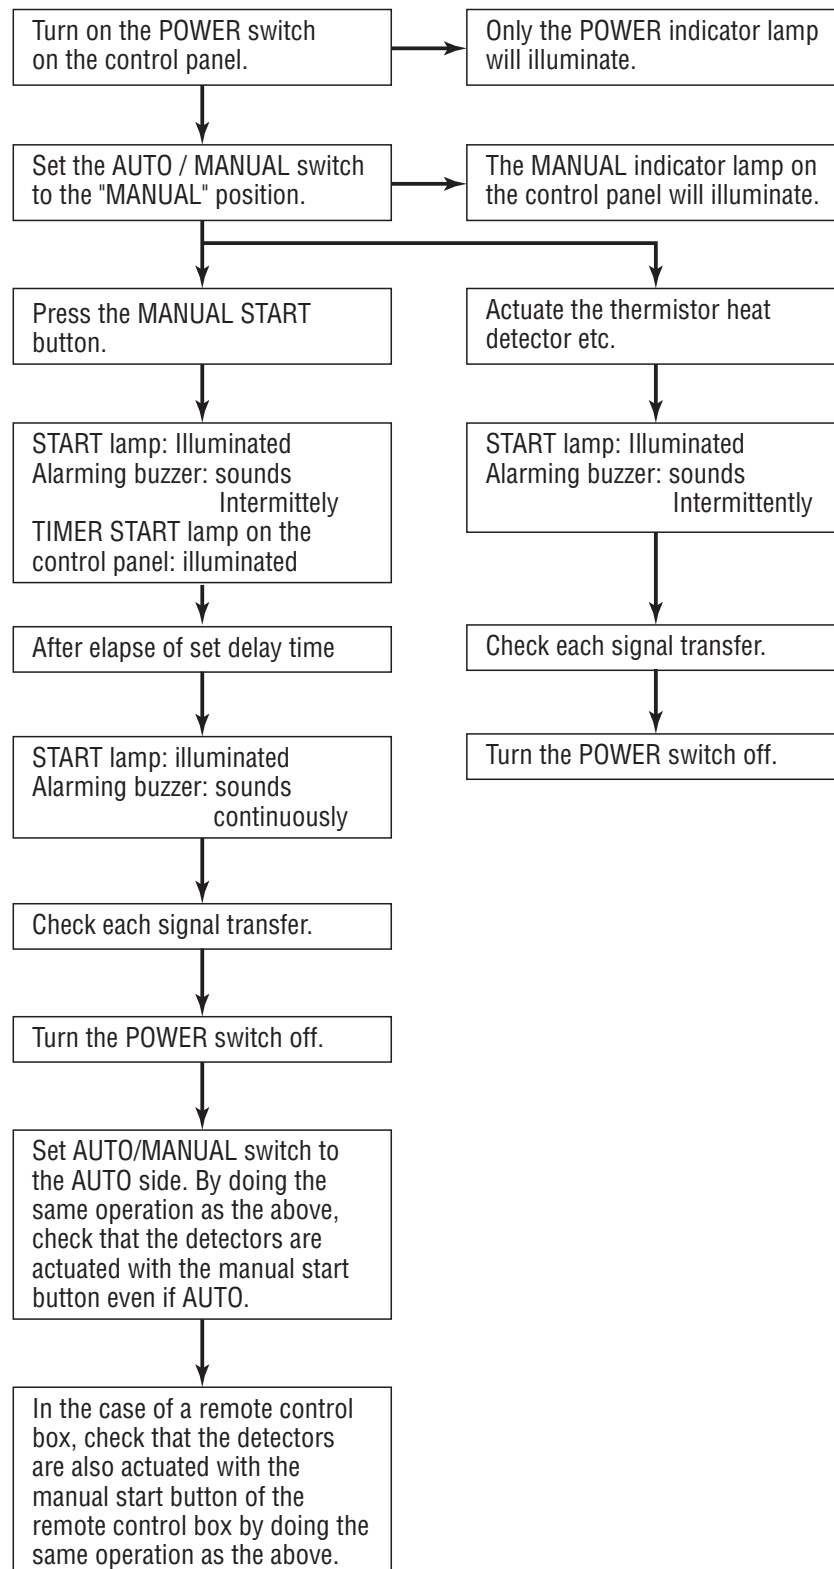 Turn on the POWER switch
on the control panel.
Only the POWER indicator lamp
will illuminate.
Set the AUTO / MANUAL switch
to the "MANUAL" position.
The MANUAL indicator lamp on
the control panel will illuminate.
Press the MANUAL START
button.
START lamp: Illuminated
Alarming buzzer: sounds
Intermittely
TIMER START lamp on the
control panel: illuminated
After elapse of set delay time
START lamp: illuminated
Alarming buzzer: sounds
continuously
Check each signal transfer.
Turn the POWER switch off.
Set AUTO/MANUAL switch to
the AUTO side. By doing the
same operation as the above,
check that the detectors are
actuated with the manual start
button even if AUTO.
In the case of a remote control
box, check that the detectors
are also actuated with the
manual start button of the
remote control box by doing the
same operation as the above.
Actuate the thermistor heat
detector etc.
START lamp: Illuminated
Alarming buzzer: sounds
Intermittently
Check each signal transfer.
Turn the POWER switch off.